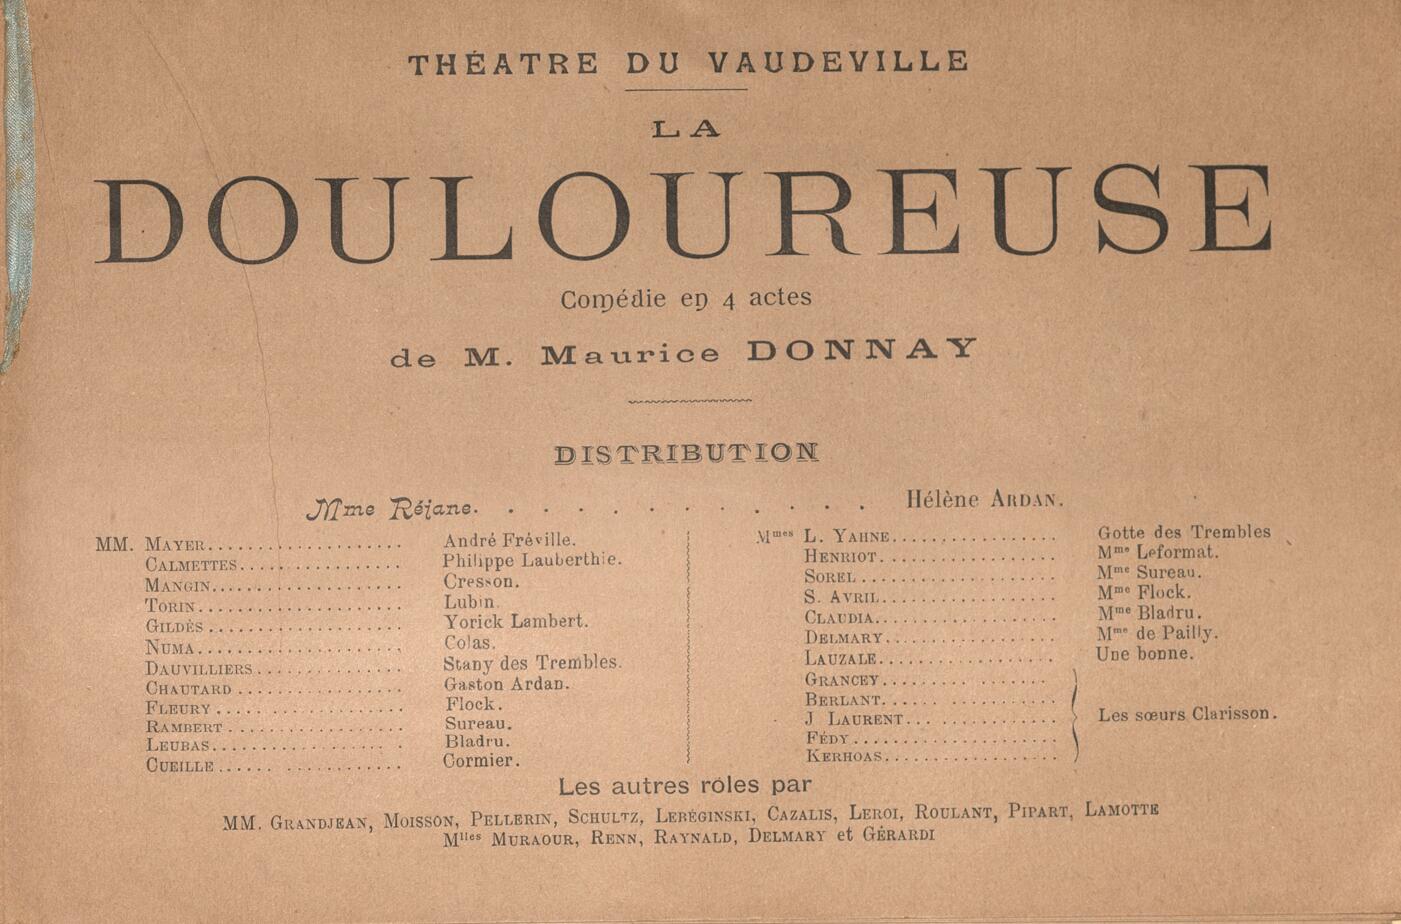 THÉATRE DU VAUDEVILLE
LA
DOULOUREUSE
Comédie en 4 actes
de M. Maurice DONNAY
DISTRIBUTION
Mme Réjane. . . . . . . . . . . . Hélène ARDAN.
MM. MAYER.................... André Fréville.
CALMETTES................. Philippe Lauberthie.
MANGIN.................... Cresson.
TORIN..................... Lubin.
GILDÈS.................... Yorick Lambert.
NUMA...................... Colas.
DAUVILLIERS............... Stany des Trembles.
CHAUTARD.................. Gaston Ardan.
FLEURY.................... Flock.
RAMBERT................... Sureau.
LEUBAS.................... Bladru.
CUEILLE................... Cormier.
Mmes L. YAHNE................. Gotte des Trembles
HENRIOT.................. Mme Leformat.
SOREL.................... Mme Sureau.
S. AVRIL................. Mme Flock.
CLAUDIA.................. Mme Bladru.
DELMARY.................. Mme de Pailly.
LAUZALE.................. Une bonne.
GRANCEY..................
BERLANT..................
J LAURENT................ Les sœurs Clarisson.
FÉDY.....................
KERHOAS..................
Les autres rôles par
MM. GRANDJEAN, MOISSON, PELLERIN, SCHULTZ, LERÉGINSKI, CAZALIS, LEROI, ROULANT, PIPART, LAMOTTE
Mlles MURAOUR, RENN, RAYNALD, DELMARY et GÉRARDI